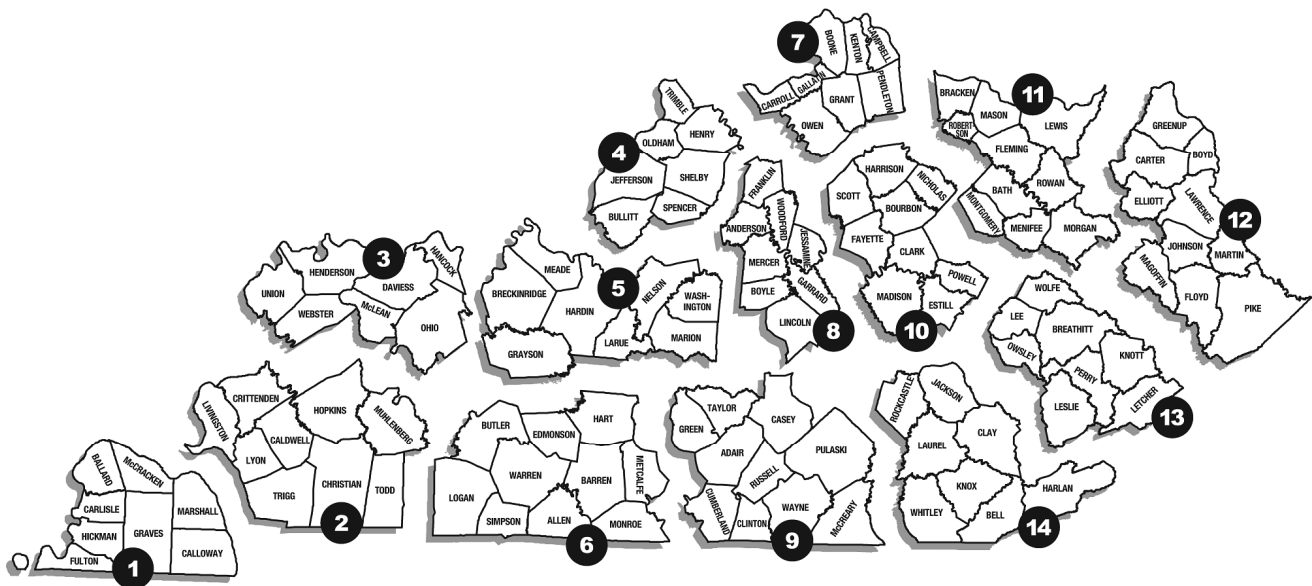 1
BALLARD
McCRACKEN
CARLISLE
HICKMAN
FULTON
GRAVES
MARSHALL
CALLOWAY
2
LIVINGSTON
CRITTENDEN
LYON
CALDWELL
HOPKINS
MUHLENBERG
TRIGG
CHRISTIAN
TODD
3
UNION
HENDERSON
WEBSTER
DAVIESS
McLEAN
HANCOCK
OHIO
4
TRIMBLE
OLDHAM
HENRY
JEFFERSON
SHELBY
BULLITT
SPENCER
5
BRECKINRIDGE
MEADE
HARDIN
GRAYSON
LARUE
NELSON
WASH-
INGTON
MARION
6
BUTLER
EDMONSON
HART
LOGAN
WARREN
BARREN
METCALFE
SIMPSON
ALLEN
MONROE
7
BOONE
KENTON
CAMPBELL
CARROLL
GALLATIN
GRANT
PENDLETON
OWEN
8
FRANKLIN
ANDERSON
WOODFORD
JESSAMINE
MERCER
BOYLE
GARRARD
LINCOLN
9
GREEN
TAYLOR
CASEY
ADAIR
RUSSELL
PULASKI
CUMBERLAND
CLINTON
WAYNE
McCREARY
10
SCOTT
HARRISON
NICHOLAS
BOURBON
FAYETTE
CLARK
MADISON
POWELL
ESTILL
11
BRACKEN
MASON
LEWIS
ROBERT-
SON
FLEMING
ROWAN
BATH
MONTGOMERY
MENIFEE
MORGAN
12
GREENUP
CARTER
BOYD
ELLIOTT
LAWRENCE
JOHNSON
MARTIN
MAGOFFIN
FLOYD
PIKE
13
WOLFE
LEE
BREATHITT
OWSLEY
KNOTT
PERRY
LESLIE
LETCHER
14
ROCKCASTLE
JACKSON
LAUREL
CLAY
KNOX
WHITLEY
BELL
HARLAN